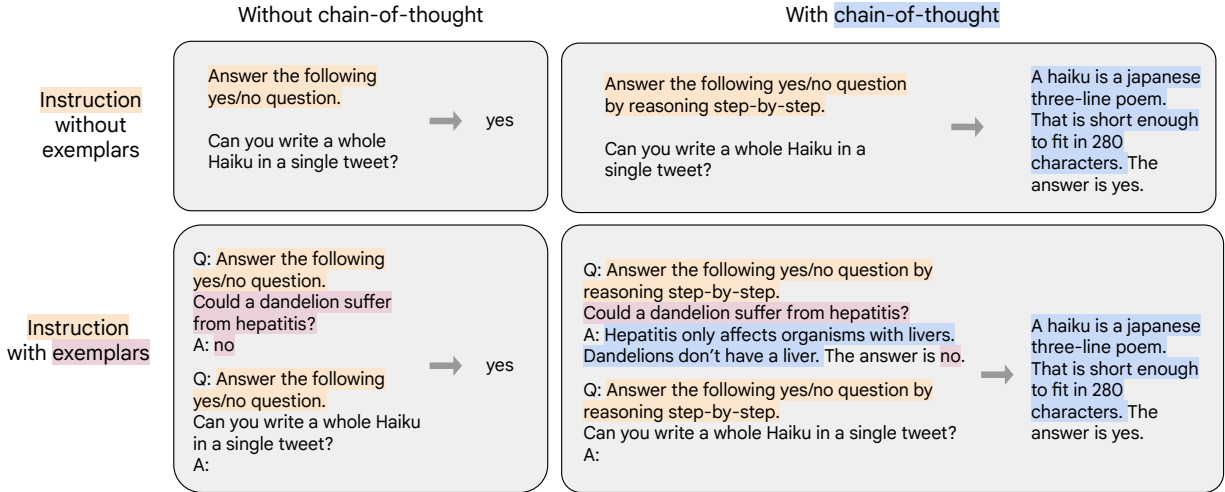 Without chain-of-thought
With chain-of-thought
Instruction
without
exemplars
Answer the following
yes/no question.
Can you write a whole
Haiku in a single tweet?
yes
Answer the following yes/no question
by reasoning step-by-step.
Can you write a whole Haiku in a
single tweet?
A haiku is a japanese
three-line poem.
That is short enough
to fit in 280
characters. The
answer is yes.
Instruction
with exemplars
Q: Answer the following
yes/no question.
Could a dandelion suffer
from hepatitis?
A: no
Q: Answer the following
yes/no question.
Can you write a whole Haiku
in a single tweet?
A:
yes
Q: Answer the following yes/no question by
reasoning step-by-step.
Could a dandelion suffer from hepatitis?
A: Hepatitis only affects organisms with livers.
Dandelions don’t have a liver. The answer is no.
Q: Answer the following yes/no question by
reasoning step-by-step.
Can you write a whole Haiku in a single tweet?
A:
A haiku is a japanese
three-line poem.
That is short enough
to fit in 280
characters. The
answer is yes.